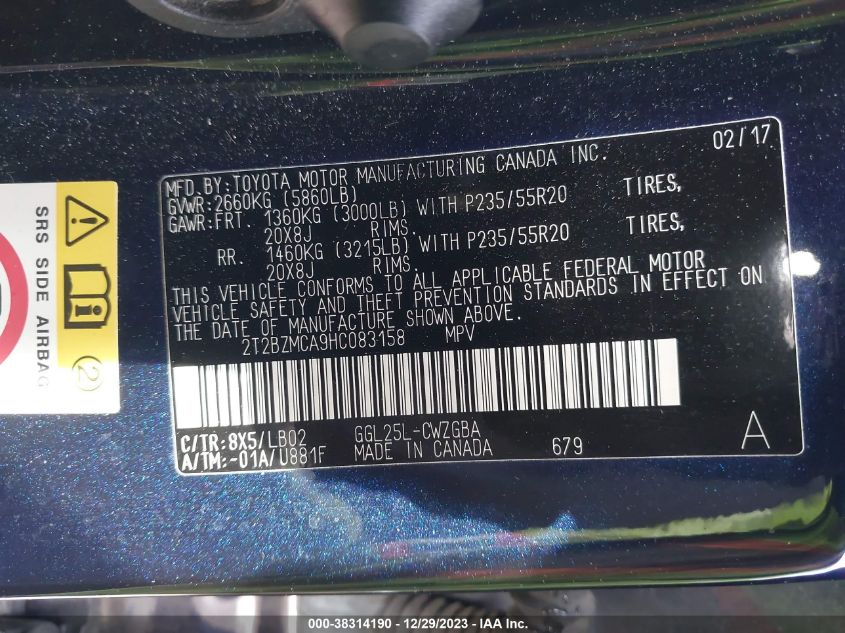 02/17
MFD.BY:TOYOTA MOTOR MANUFACTURING CANADA INC.
GVWR:2660KG (5860LB)
GAWR:FRT. 1360KG (3000LB) WITH P235/55R20 TIRES,
20X8J RIMS.
RR. 1460KG (3215LB) WITH P235/55R20 TIRES,
20X8J RIMS.
THIS VEHICLE CONFORMS TO ALL APPLICABLE FEDERAL MOTOR
VEHICLE SAFETY AND THEFT PREVENTION STANDARDS IN EFFECT ON
THE DATE OF MANUFACTURE SHOWN ABOVE.
2T2BZMCA9HC083158 MPV
C/TR:8X5/LB02 GGL25L-CWZGBA
A/TM:-01A/U881F MADE IN CANADA 679 A
SRS SIDE AIRBAG
2
000-38314190 - 12/29/2023 - IAAI.com